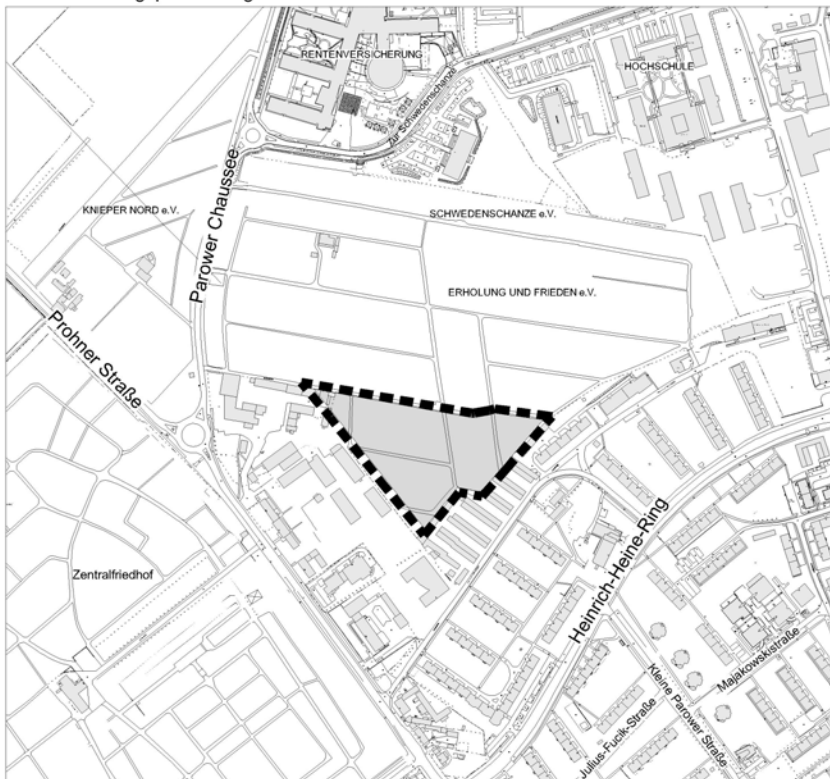 RENTENVERSICHERUNG
HOCHSCHULE
Zur Schwedenschanze
KNIEPER NORD e.V.
Parower Chaussee
SCHWEDENSCHANZE e.V.
ERHOLUNG UND FRIEDEN e.V.
Prohner Straße
Heinrich-Heine-Ring
Zentralfriedhof
Majakowskistraße
Kleine Parower Straße
Julius-Fucik-Straße